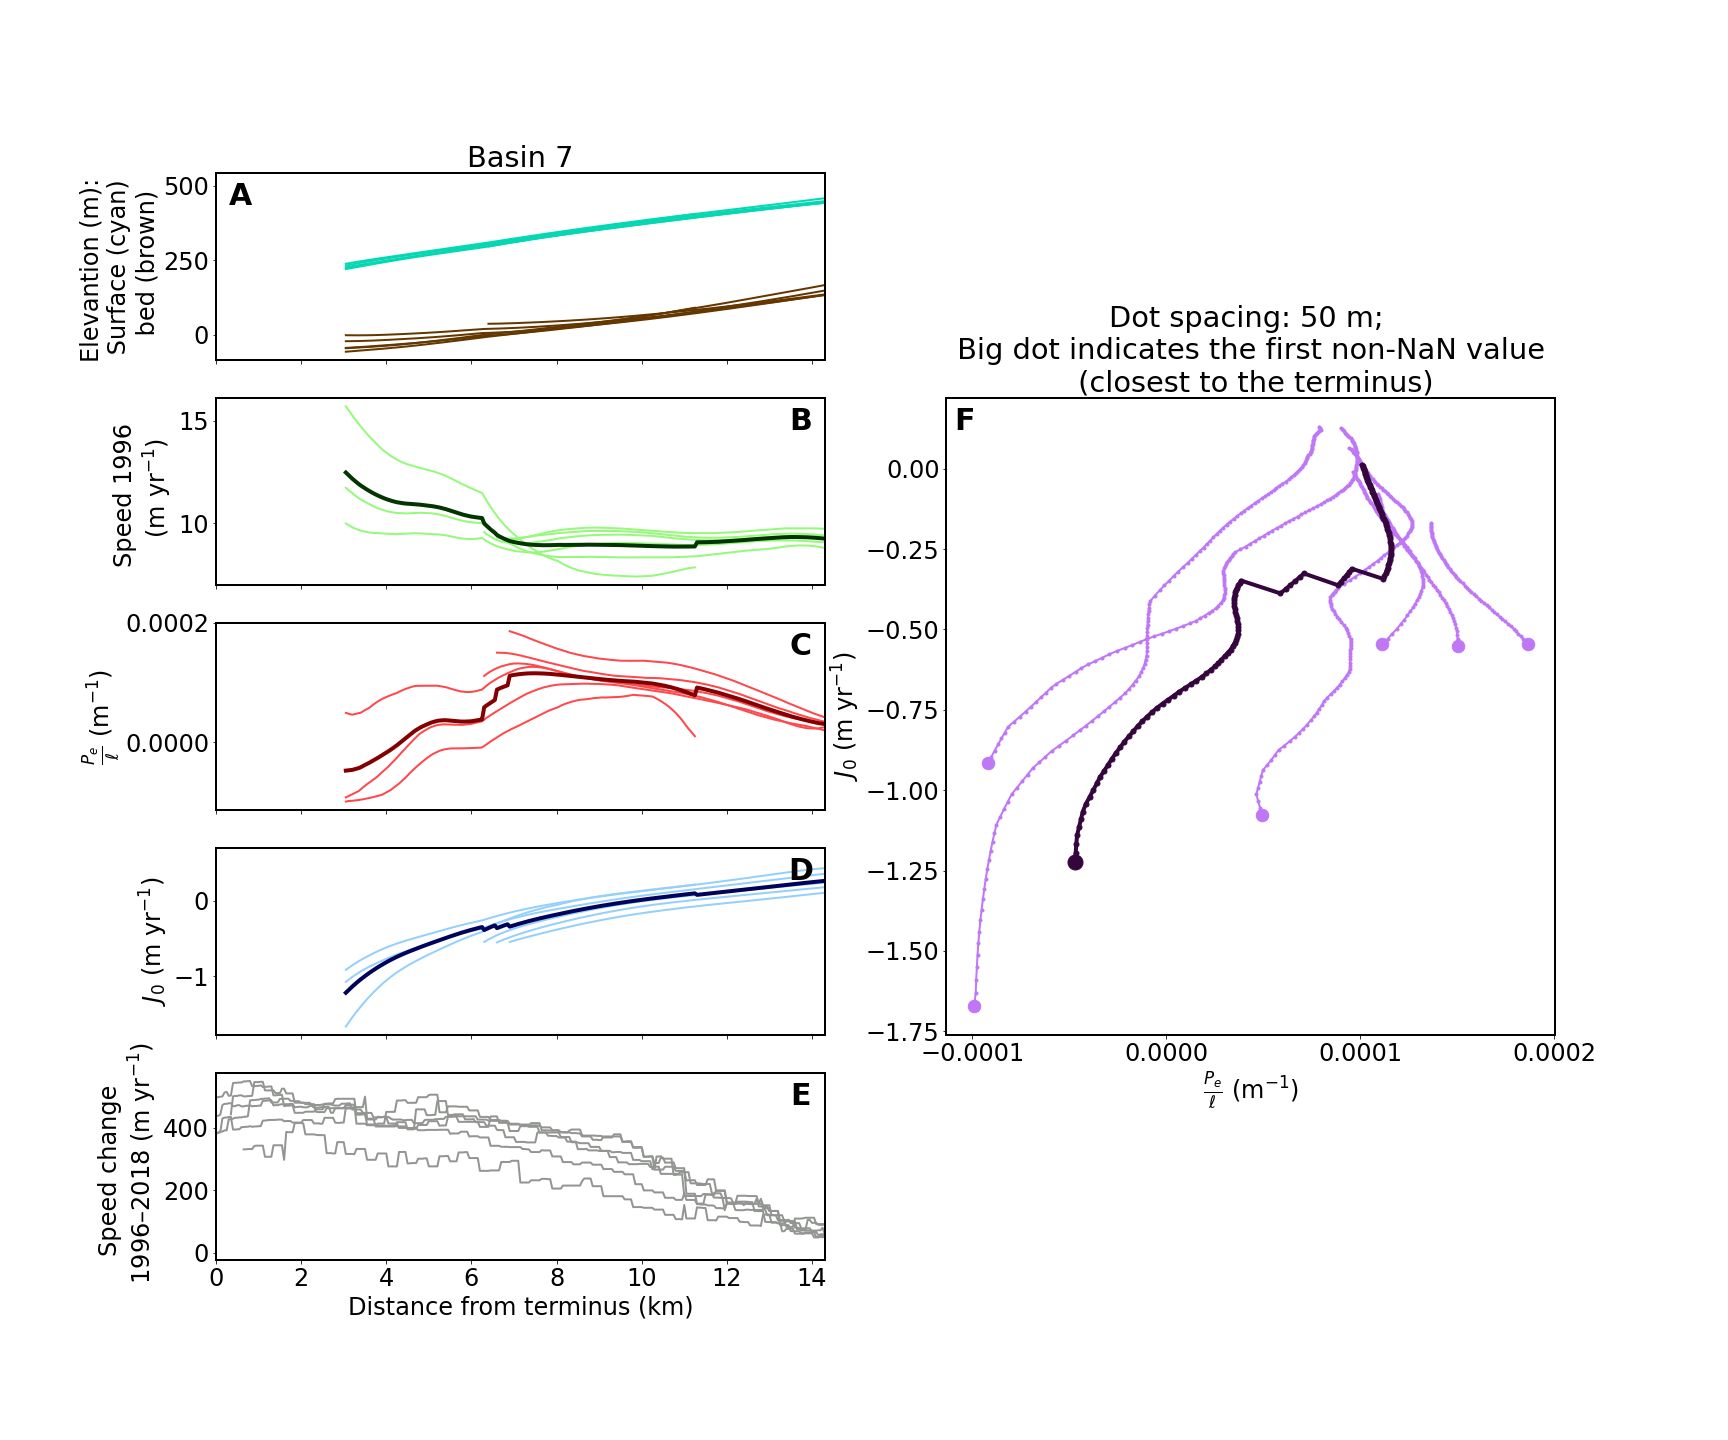 Basin 7
Elevantion (m):
Surface (cyan)
bed (brown)
500
250
0
A
Speed 1996
(m yr⁻¹)
15
10
B
Pₑ/ℓ (m⁻¹)
0.0002
0.0000
C
J₀ (m yr⁻¹)
0
−1
D
Speed change
1996–2018 (m yr⁻¹)
400
200
0
E
0 2 4 6 8 10 12 14
Distance from terminus (km)
Dot spacing: 50 m;
Big dot indicates the first non-NaN value
(closest to the terminus)
F
J₀ (m yr⁻¹)
0.00
−0.25
−0.50
−0.75
−1.00
−1.25
−1.50
−1.75
−0.0001 0.0000 0.0001 0.0002
Pₑ/ℓ (m⁻¹)